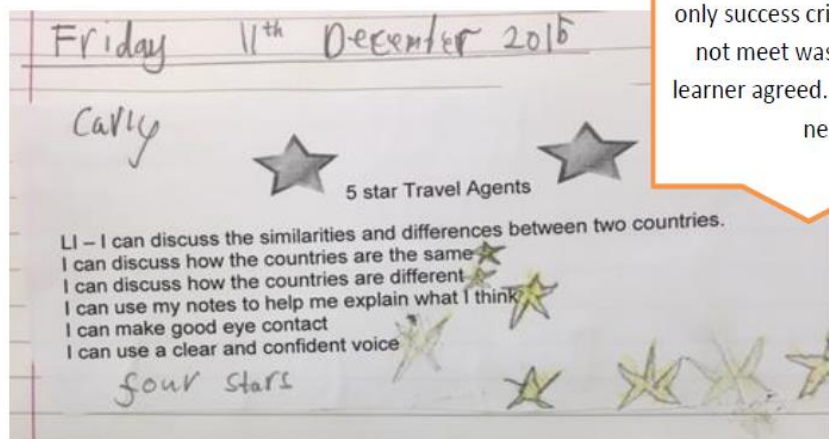 Friday 11th December 2015
only success cri
not meet was
learner agreed.
ne
Carly
5 star Travel Agents
LI – I can discuss the similarities and differences between two countries.
I can discuss how the countries are the same
I can discuss how the countries are different
I can use my notes to help me explain what I think
I can make good eye contact
I can use a clear and confident voice
four stars